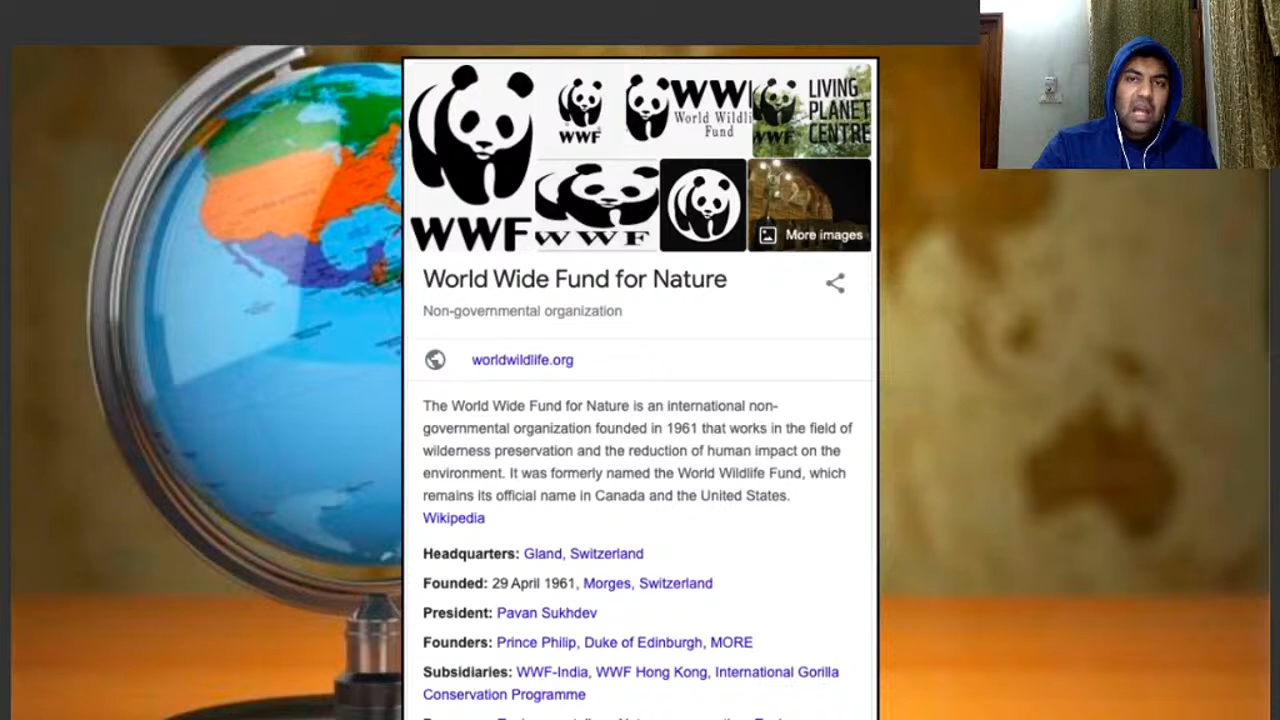 WWF
WWF
WW
World Wildli
Fund
LIVING
PLANET
CENTRE
WWF
WWF
More images
World Wide Fund for Nature
Non-governmental organization
worldwildlife.org
The World Wide Fund for Nature is an international non-
governmental organization founded in 1961 that works in the field of
wilderness preservation and the reduction of human impact on the
environment. It was formerly named the World Wildlife Fund, which
remains its official name in Canada and the United States.
Wikipedia
Headquarters: Gland, Switzerland
Founded: 29 April 1961, Morges, Switzerland
President: Pavan Sukhdev
Founders: Prince Philip, Duke of Edinburgh, MORE
Subsidiaries: WWF-India, WWF Hong Kong, International Gorilla
Conservation Programme